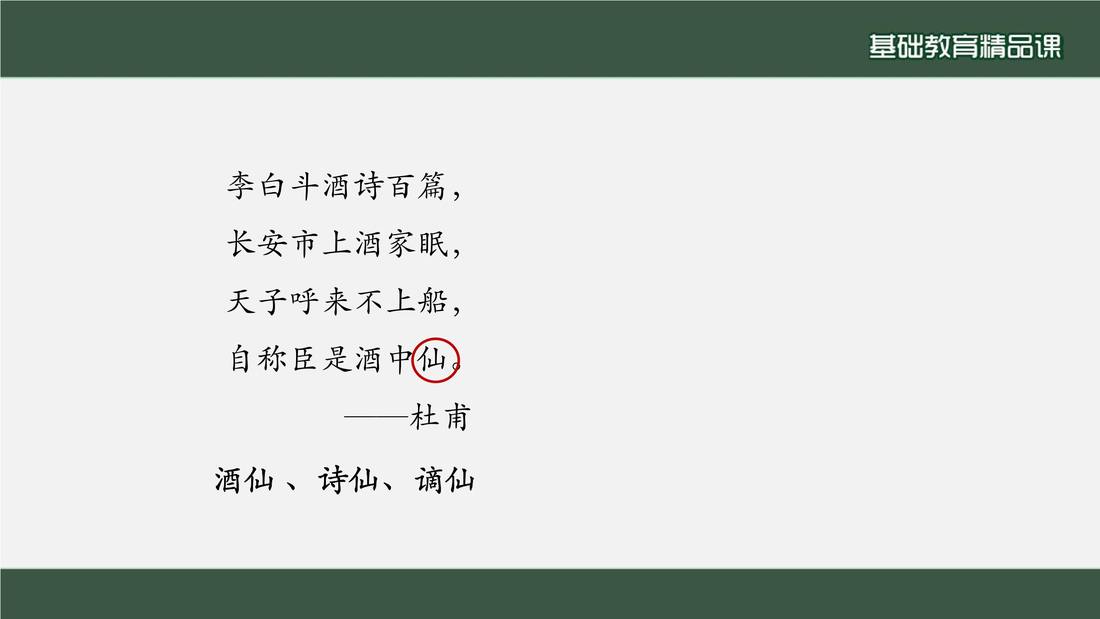 基础教育精品课
李白斗酒诗百篇，
长安市上酒家眠，
天子呼来不上船，
自称臣是酒中仙。
——杜甫
酒仙 、诗仙、 谪仙